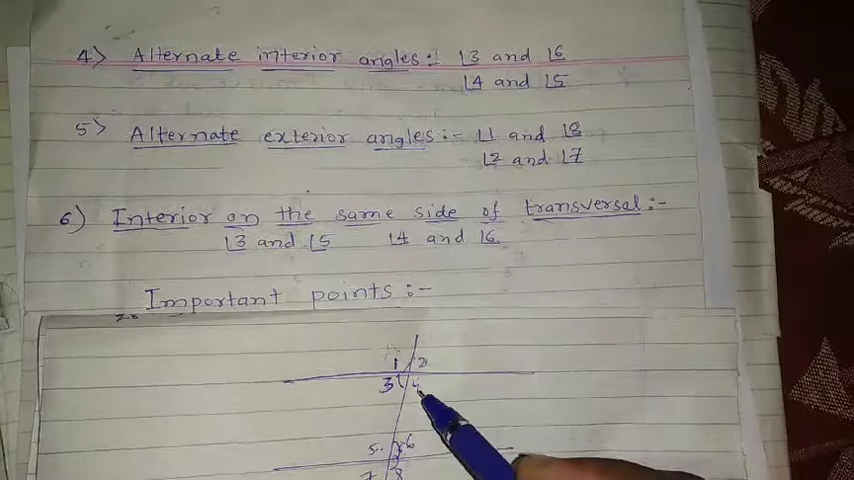 4) Alternate interior angles :- ∠3 and ∠6
∠4 and ∠5
5) Alternate exterior angles :- ∠1 and ∠8
∠2 and ∠7
6) Interior on the same side of transversal :-
∠3 and ∠5 ∠4 and ∠6.
Important points :-
1 2
3 4
5 6
7 8